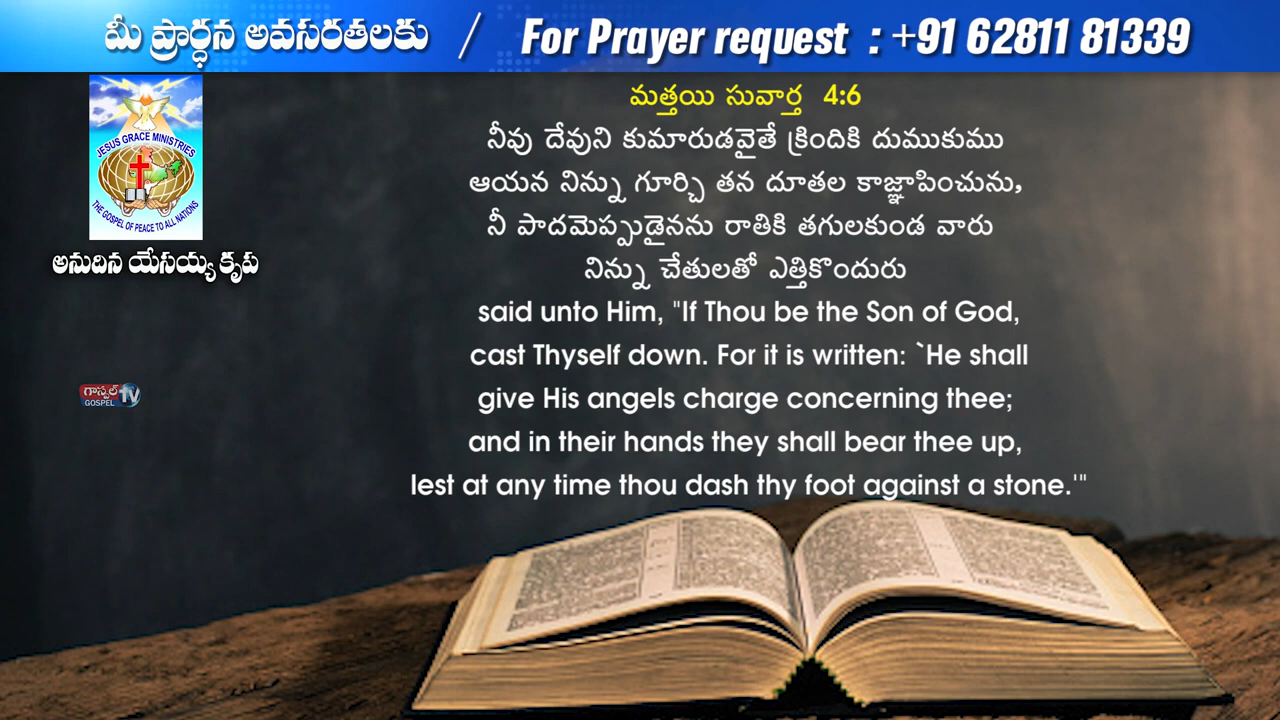 మీ ప్రార్ధన అవసరతలకు / For Prayer request : +91 62811 81339
JESUS GRACE MINISTRIES
THE GOSPEL OF PEACE TO ALL NATIONS
అనుదిన యేసయ్య కృప
గాస్పల్ TV
GOSPEL
మత్తయి సువార్త 4:6
నీవు దేవుని కుమారుడవైతే క్రిందికి దుముకుము
ఆయన నిన్ను గూర్చి తన దూతల కాజ్ఞాపించును,
నీ పాదమెప్పుడైనను రాతికి తగులకుండ వారు
నిన్ను చేతులతో ఎత్తికొందురు
said unto Him, "If Thou be the Son of God,
cast Thyself down. For it is written: `He shall
give His angels charge concerning thee;
and in their hands they shall bear thee up,
lest at any time thou dash thy foot against a stone.'"